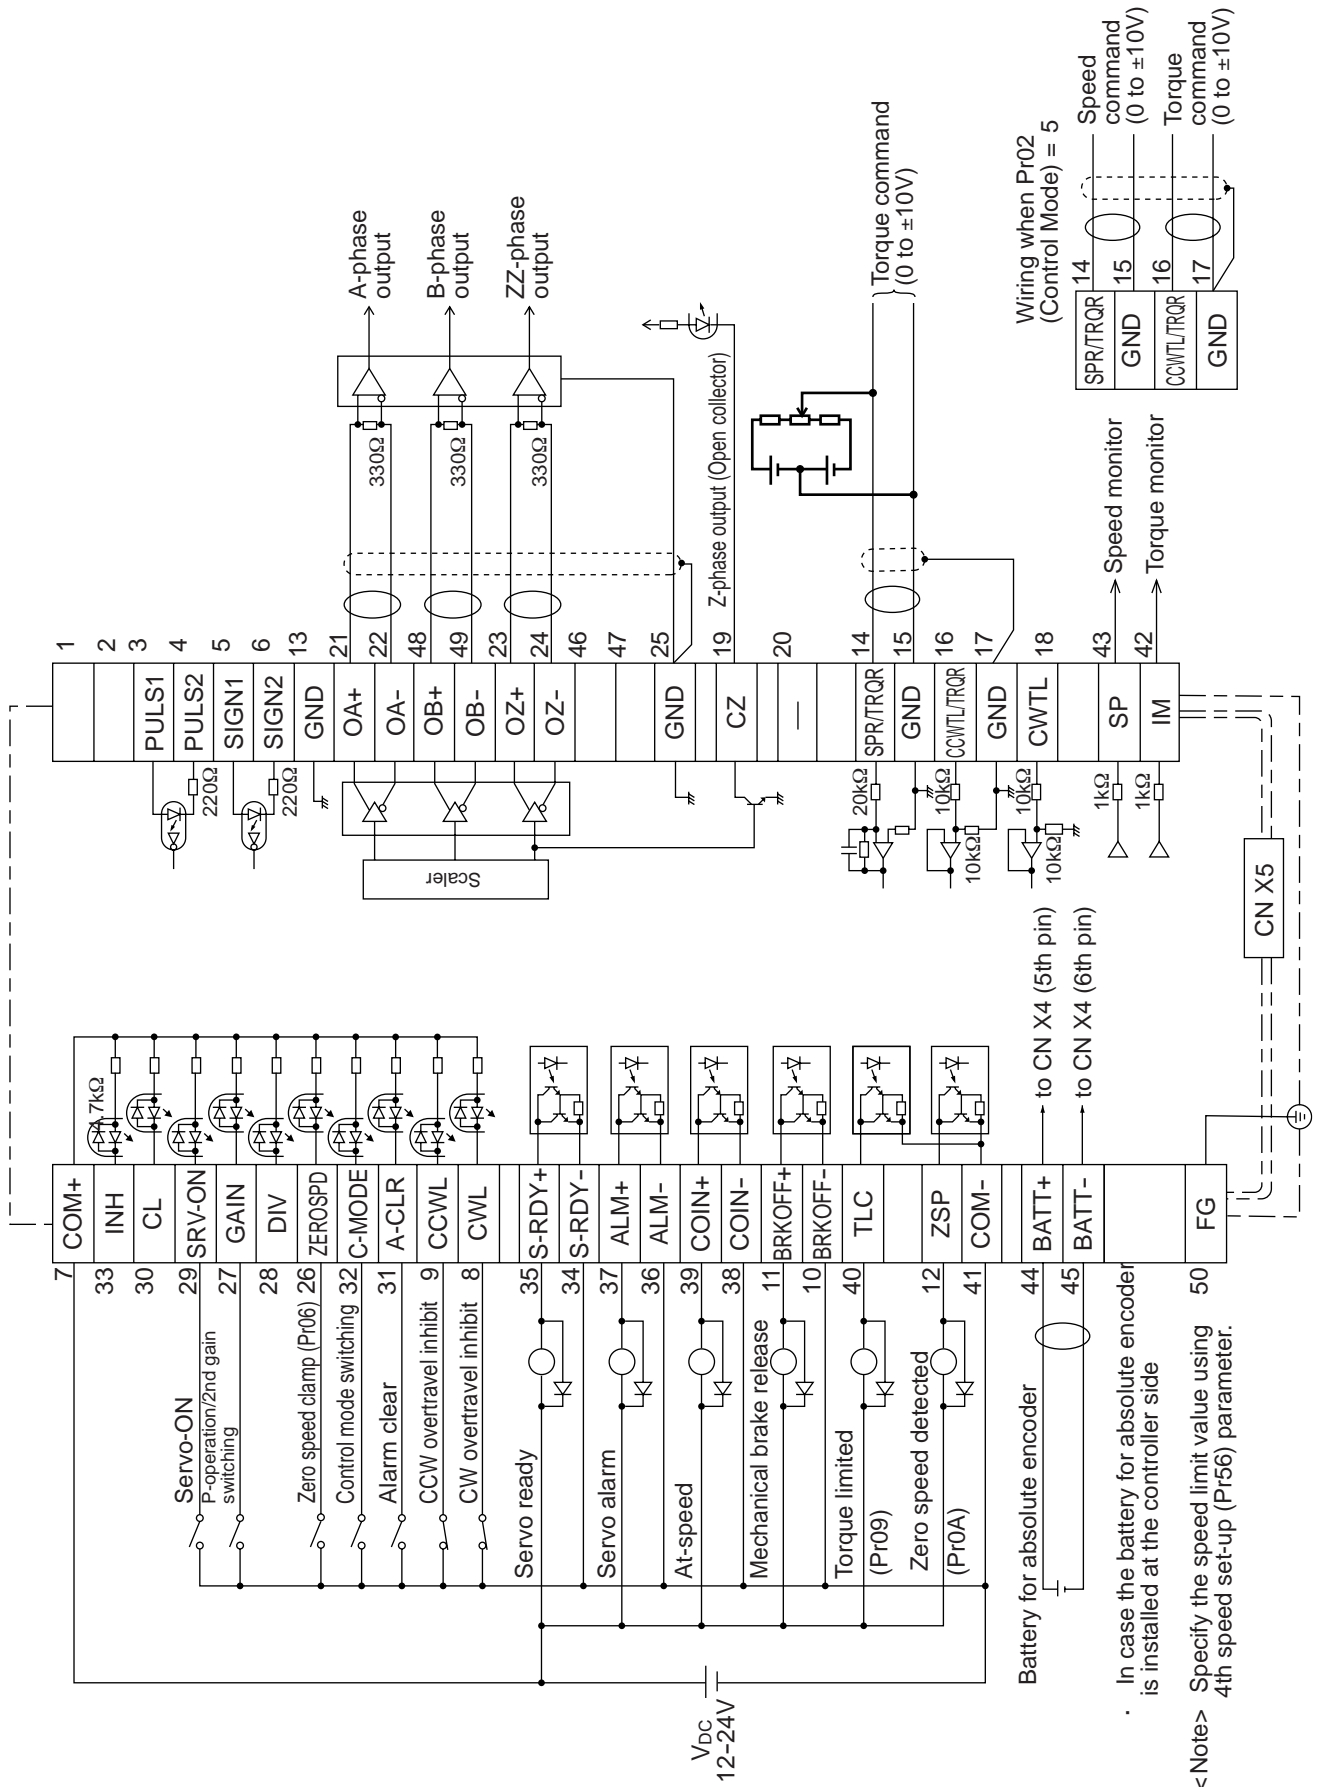 VDC
12-24V
Servo-ON
P-operation/2nd gain
switching
Zero speed clamp (Pr06)
Control mode switching
Alarm clear
CCW overtravel inhibit
CW overtravel inhibit
Servo ready
Servo alarm
At-speed
Mechanical brake release
Torque limited
(Pr09)
Zero speed detected
(Pr0A)
Battery for absolute encoder
· In case the battery for absolute encoder
is installed at the controller side
<Note> Specify the speed limit value using
4th speed set-up (Pr56) parameter.
7 COM+
33 INH
30 CL
29 SRV-ON
27 GAIN
28 DIV
26 ZEROSPD
32 C-MODE
31 A-CLR
9 CCWL
8 CWL
35 S-RDY+
34 S-RDY-
37 ALM+
36 ALM-
39 COIN+
38 COIN-
11 BRKOFF+
10 BRKOFF-
40 TLC
12 ZSP
41 COM-
44 BATT+
45 BATT-
50 FG
4.7kΩ
to CN X4 (5th pin)
to CN X4 (6th pin)
CN X5
Scaler
220Ω
220Ω
20kΩ
10kΩ
10kΩ
10kΩ
10kΩ
1kΩ
1kΩ
1
2
PULS1 3
PULS2 4
SIGN1 5
SIGN2 6
GND 13
OA+ 21
OA- 22
OB+ 48
OB- 49
OZ+ 23
OZ- 24
46
47
GND 25
CZ 19
— 20
SPR/TRQR 14
GND 15
CCWTL/TRQR 16
GND 17
CWTL 18
SP 43
IM 42
330Ω
330Ω
330Ω
A-phase
output
B-phase
output
ZZ-phase
output
Z-phase output (Open collector)
Torque command
(0 to ±10V)
Speed monitor
Torque monitor
Wiring when Pr02
(Control Mode) = 5
SPR/TRQR 14
GND 15
CCWTL/TRQR 16
GND 17
Speed
command
(0 to ±10V)
Torque
command
(0 to ±10V)